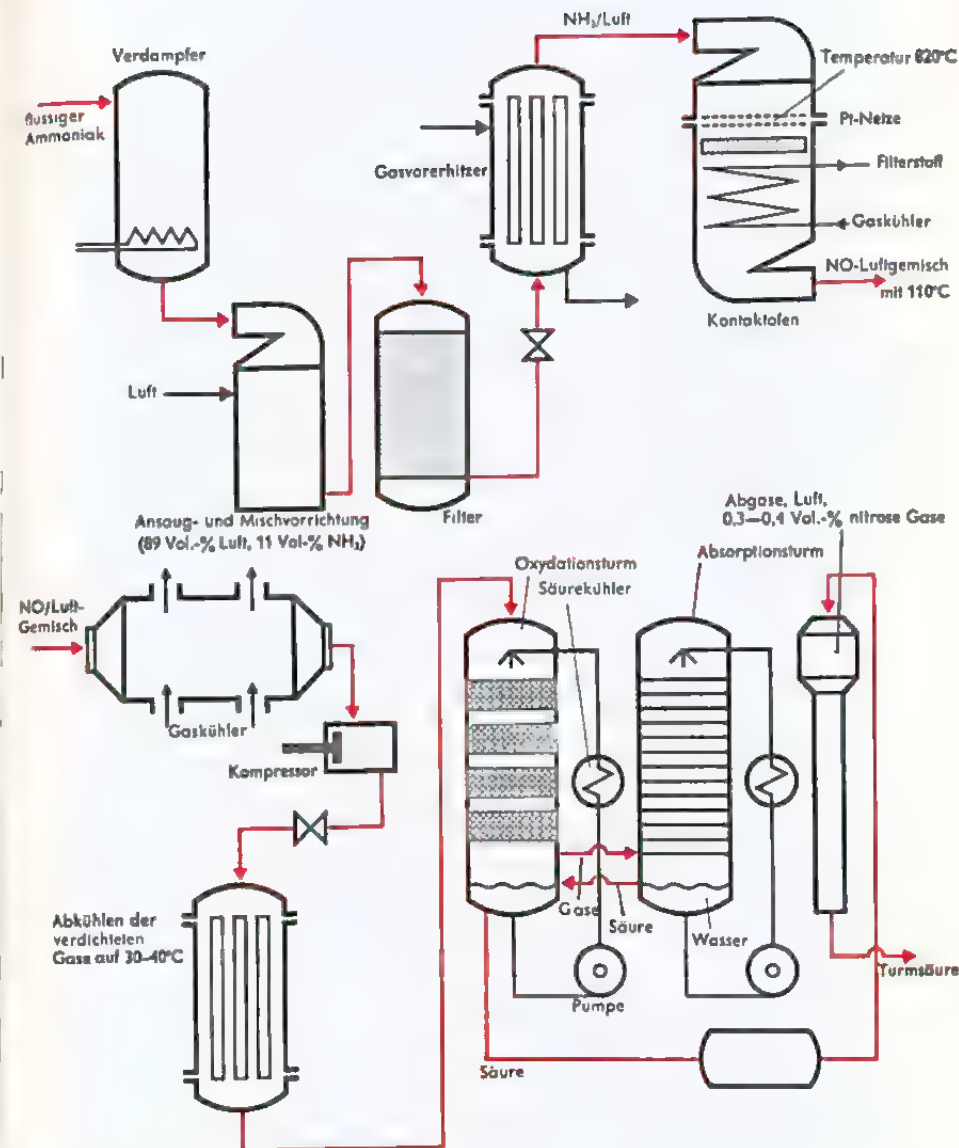 NH₃/Luft
Verdampfer
Temperatur 820°C
flüssiger
Ammoniak
Pt-Netze
Gasvorerhitzer
Filterstoff
Gaskühler
NO-Luftgemisch
mit 110°C
Kontaktofen
Luft
Ansaug- und Mischvorrichtung
(89 Vol.-% Luft, 11 Vol-% NH₃)
Filter
Abgase, Luft,
0,3—0,4 Vol.-% nitrose Gase
Oxydationsturm
Absorptionsturm
Säurekühler
NO/Luft-
Gemisch
Gaskühler
Kompressor
Abkühlen der
verdichteten
Gase auf 30–40°C
Gase
Säure
Wasser
Pumpe
Turmsäure
Säure